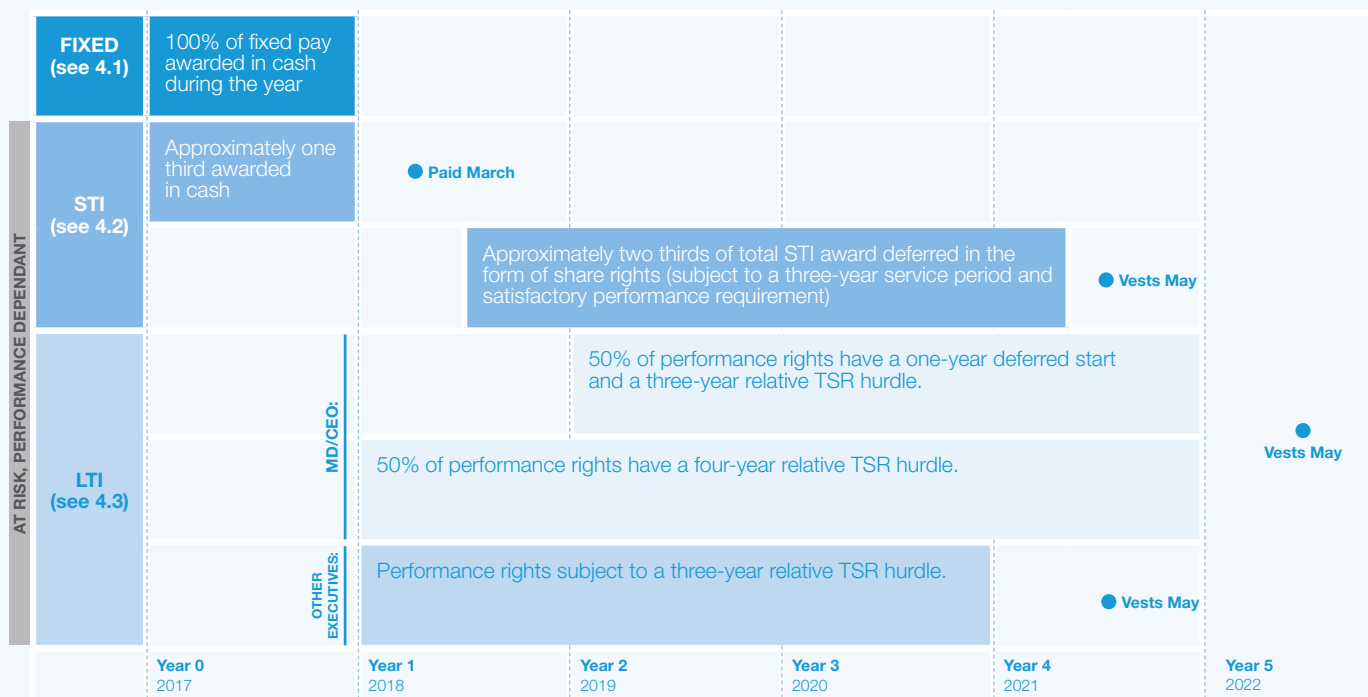 FIXED
(see 4.1)
100% of fixed pay
awarded in cash
during the year
AT RISK, PERFORMANCE DEPENDANT
STI
(see 4.2)
Approximately one
third awarded
in cash
Paid March
Approximately two thirds of total STI award deferred in the
form of share rights (subject to a three-year service period and
satisfactory performance requirement)
Vests May
LTI
(see 4.3)
MD/CEO:
50% of performance rights have a one-year deferred start
and a three-year relative TSR hurdle.
50% of performance rights have a four-year relative TSR hurdle.
Vests May
OTHER
EXECUTIVES:
Performance rights subject to a three-year relative TSR hurdle.
Vests May
Year 0
2017
Year 1
2018
Year 2
2019
Year 3
2020
Year 4
2021
Year 5
2022